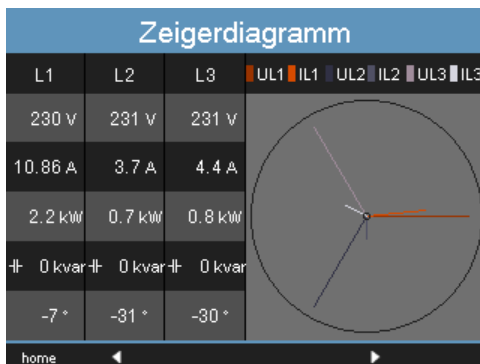 Zeigerdiagramm
L1 L2 L3 UL1 IL1 UL2 IL2 UL3 IL3
230 V 231 V 231 V
10.86 A 3.7 A 4.4 A
2.2 kW 0.7 kW 0.8 kW
0 kvar 0 kvar 0 kvar
-7 ° -31 ° -30 °
home